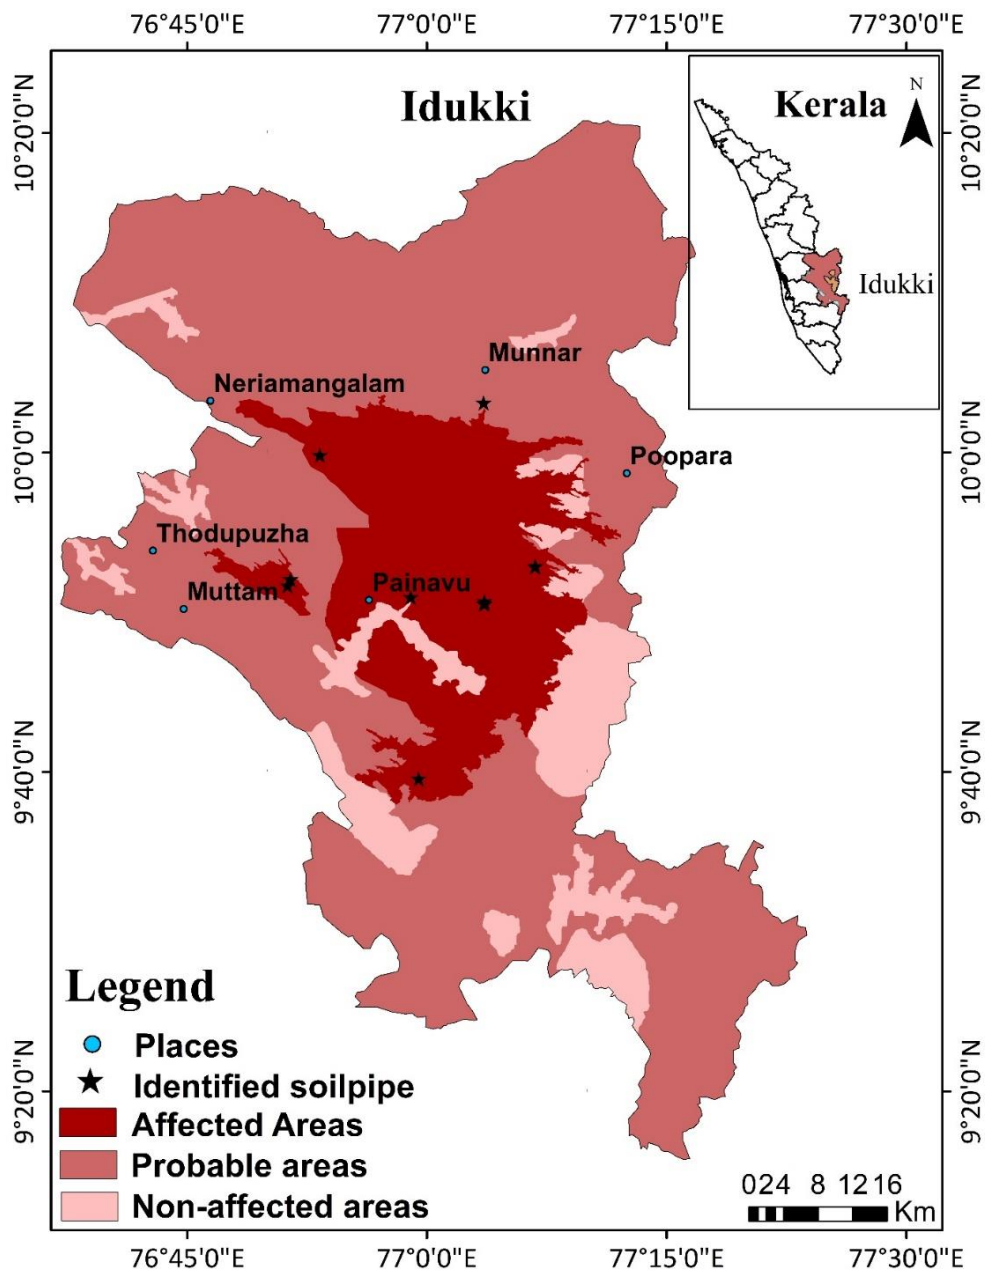 76°45'0"E 77°0'0"E 77°15'0"E 77°30'0"E
Idukki
Kerala
N
10°20'0"N
10°20'0"N
Idukki
Munnar
Neriamangalam
10°0'0"N
10°0'0"N
Poopara
Thodupuzha
Muttam
Painavu
9°40'0"N
9°40'0"N
Legend
Places
Identified soilpipe
Affected Areas
Probable areas
Non-affected areas
9°20'0"N
9°20'0"N
024 8 12 16
Km
76°45'0"E 77°0'0"E 77°15'0"E 77°30'0"E